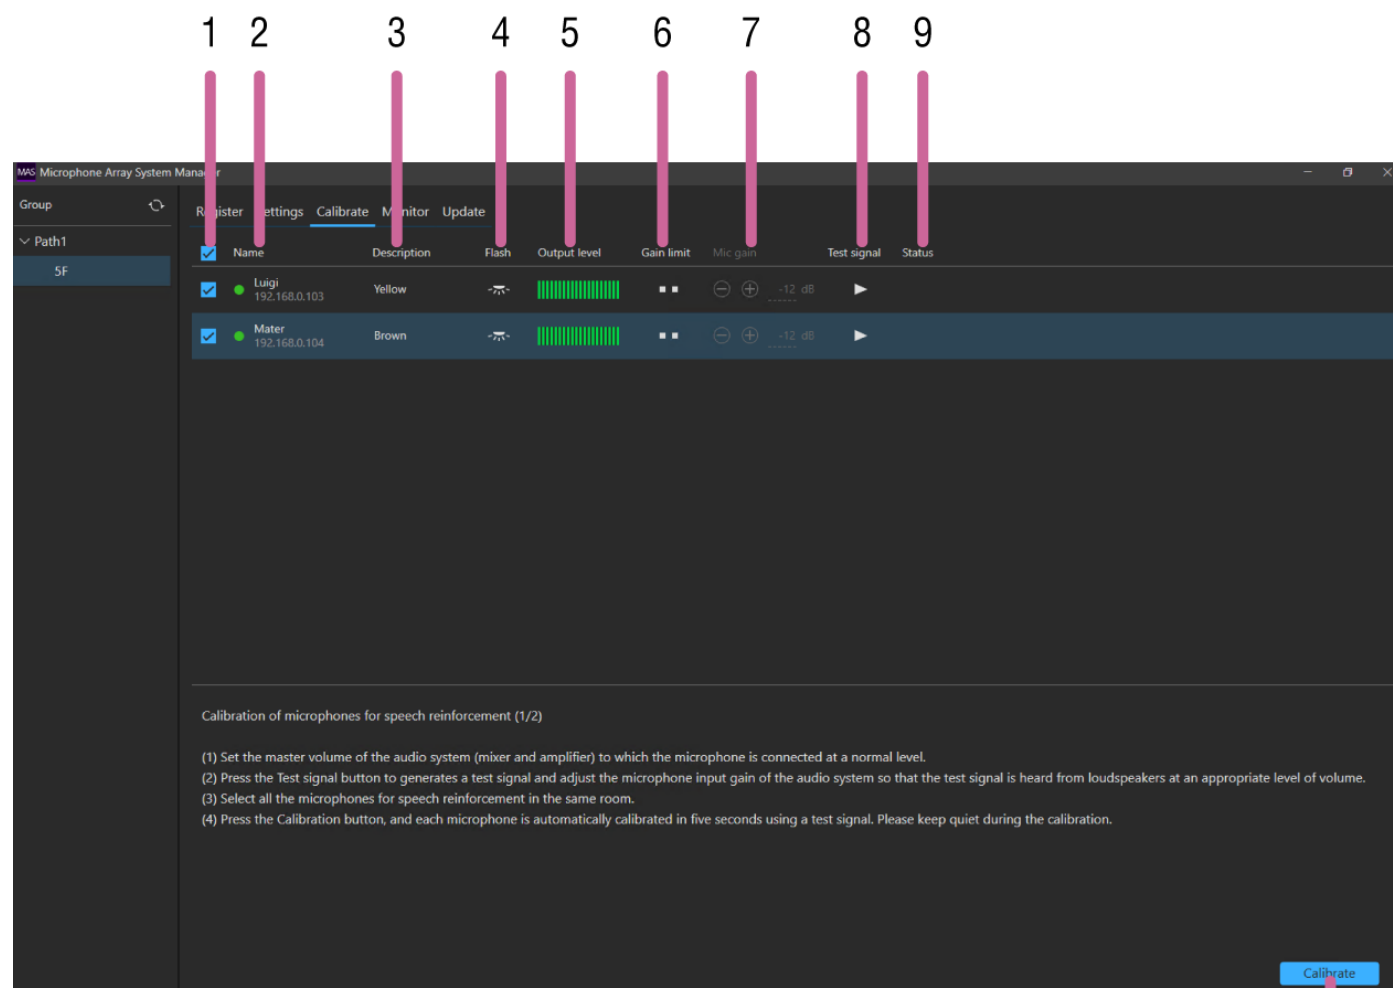 1 2 3 4 5 6 7 8 9
MAS Microphone Array System Manager
Group
Register Settings Calibrate Monitor Update
Path1
5F
Name Description Flash Output level Gain limit Mic gain Test signal Status
Luigi
192.168.0.103
Yellow
-12 dB
Mater
192.168.0.104
Brown
-12 dB
Calibration of microphones for speech reinforcement (1/2)
(1) Set the master volume of the audio system (mixer and amplifier) to which the microphone is connected at a normal level.
(2) Press the Test signal button to generates a test signal and adjust the microphone input gain of the audio system so that the test signal is heard from loudspeakers at an appropriate level of volume.
(3) Select all the microphones for speech reinforcement in the same room.
(4) Press the Calibration button, and each microphone is automatically calibrated in five seconds using a test signal. Please keep quiet during the calibration.
Calibrate